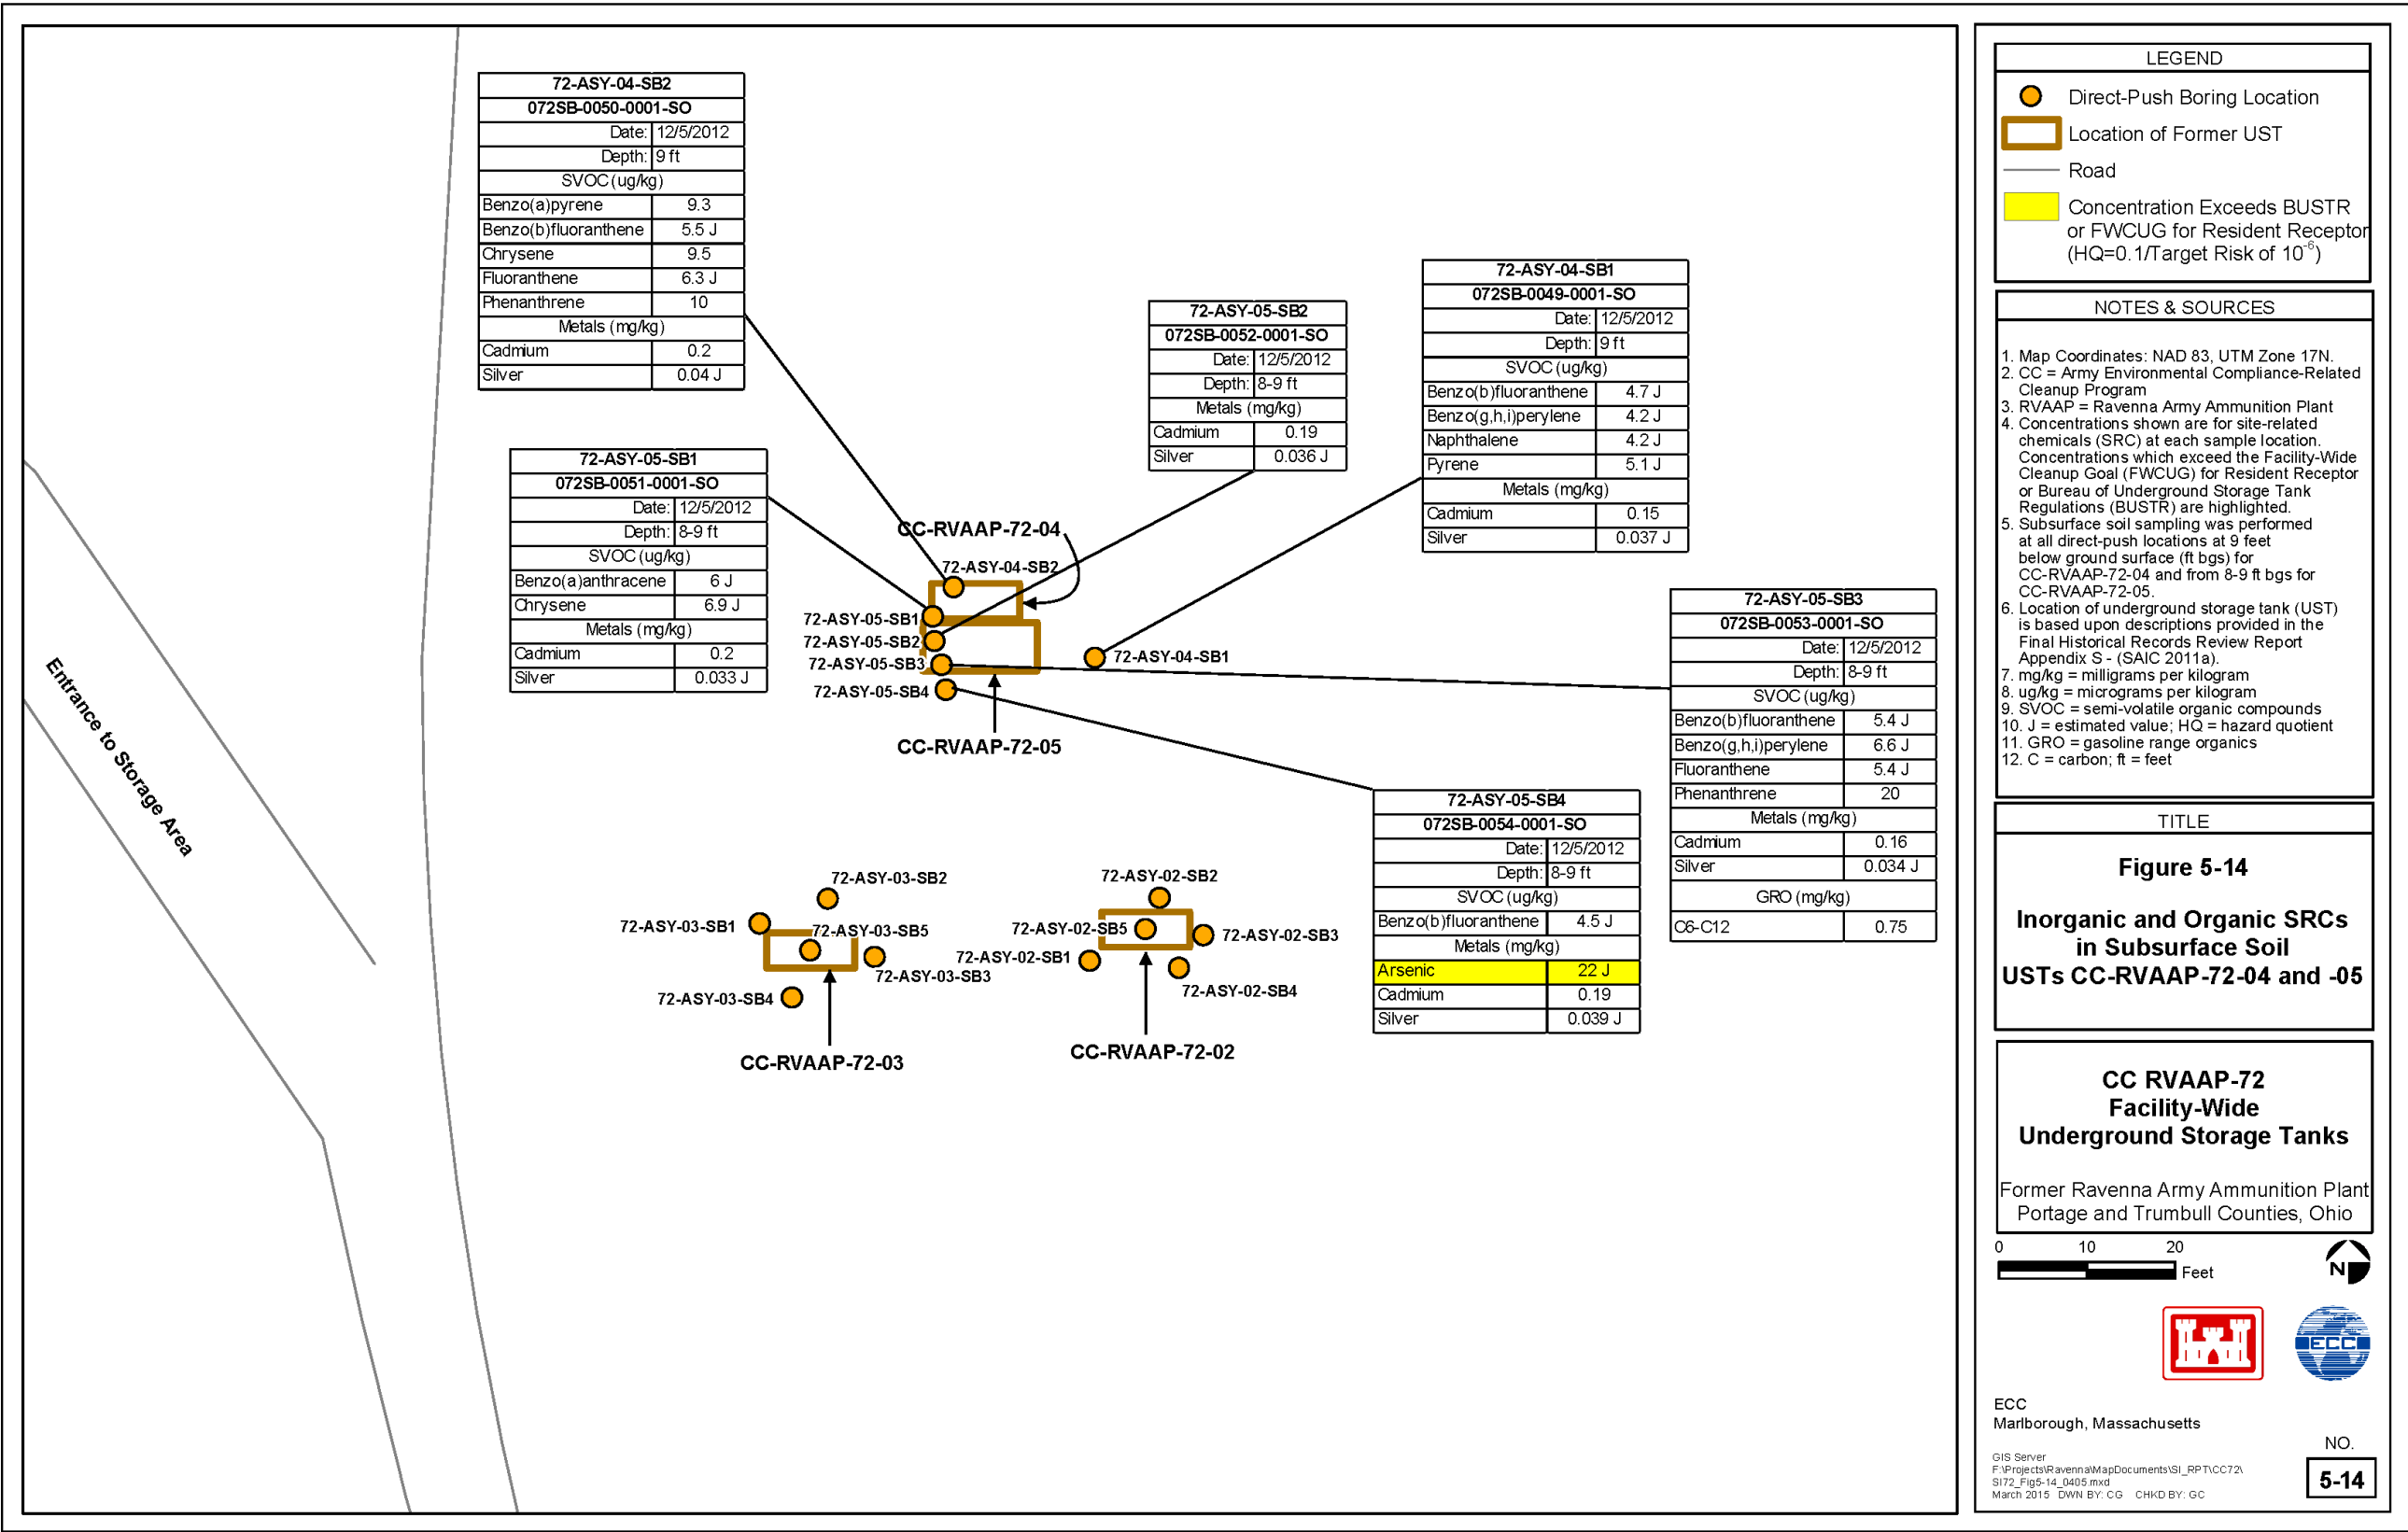 72-ASY-04-SB2
072SB-0050-0001-SO
Date: 12/5/2012
Depth: 9 ft
SVOC (ug/kg)
Benzo(a)pyrene 9.3
Benzo(b)fluoranthene 5.5 J
Chrysene 9.5
Fluoranthene 6.3 J
Phenanthrene 10
Metals (mg/kg)
Cadmium 0.2
Silver 0.04 J
72-ASY-05-SB1
072SB-0051-0001-SO
Date: 12/5/2012
Depth: 8-9 ft
SVOC (ug/kg)
Benzo(a)anthracene 6 J
Chrysene 6.9 J
Metals (mg/kg)
Cadmium 0.2
Silver 0.033 J
72-ASY-05-SB2
072SB-0052-0001-SO
Date: 12/5/2012
Depth: 8-9 ft
Metals (mg/kg)
Cadmium 0.19
Silver 0.036 J
72-ASY-04-SB1
072SB-0049-0001-SO
Date: 12/5/2012
Depth: 9 ft
SVOC (ug/kg)
Benzo(b)fluoranthene 4.7 J
Benzo(g,h,i)perylene 4.2 J
Naphthalene 4.2 J
Pyrene 5.1 J
Metals (mg/kg)
Cadmium 0.15
Silver 0.037 J
72-ASY-05-SB3
072SB-0053-0001-SO
Date: 12/5/2012
Depth: 8-9 ft
SVOC (ug/kg)
Benzo(b)fluoranthene 5.4 J
Benzo(g,h,i)perylene 6.6 J
Fluoranthene 5.4 J
Phenanthrene 20
Metals (mg/kg)
Cadmium 0.16
Silver 0.034 J
GRO (mg/kg)
C6-C12 0.75
72-ASY-05-SB4
072SB-0054-0001-SO
Date: 12/5/2012
Depth: 8-9 ft
SVOC (ug/kg)
Benzo(b)fluoranthene 4.5 J
Metals (mg/kg)
Arsenic 22 J
Cadmium 0.19
Silver 0.039 J
CC-RVAAP-72-04
72-ASY-04-SB2
72-ASY-05-SB1
72-ASY-05-SB2
72-ASY-05-SB3
72-ASY-04-SB1
72-ASY-05-SB4
CC-RVAAP-72-05
Entrance to Storage Area
72-ASY-03-SB2
72-ASY-03-SB1
72-ASY-03-SB5
72-ASY-03-SB3
72-ASY-03-SB4
CC-RVAAP-72-03
72-ASY-02-SB2
72-ASY-02-SB5
72-ASY-02-SB3
72-ASY-02-SB1
72-ASY-02-SB4
CC-RVAAP-72-02
LEGEND
Direct-Push Boring Location
Location of Former UST
Road
Concentration Exceeds BUSTR
or FWCUG for Resident Receptor
(HQ=0.1/Target Risk of 10-6)
NOTES & SOURCES
1. Map Coordinates: NAD 83, UTM Zone 17N.
2. CC = Army Environmental Compliance-Related
Cleanup Program
3. RVAAP = Ravenna Army Ammunition Plant
4. Concentrations shown are for site-related
chemicals (SRC) at each sample location.
Concentrations which exceed the Facility-Wide
Cleanup Goal (FWCUG) for Resident Receptor
or Bureau of Underground Storage Tank
Regulations (BUSTR) are highlighted.
5. Subsurface soil sampling was performed
at all direct-push locations at 9 feet
below ground surface (ft bgs) for
CC-RVAAP-72-04 and from 8-9 ft bgs for
CC-RVAAP-72-05.
6. Location of underground storage tank (UST)
is based upon descriptions provided in the
Final Historical Records Review Report
Appendix S - (SAIC 2011a).
7. mg/kg = milligrams per kilogram
8. ug/kg = micrograms per kilogram
9. SVOC = semi-volatile organic compounds
10. J = estimated value; HQ = hazard quotient
11. GRO = gasoline range organics
12. C = carbon; ft = feet
TITLE
Figure 5-14
Inorganic and Organic SRCs
in Subsurface Soil
USTs CC-RVAAP-72-04 and -05
CC RVAAP-72
Facility-Wide
Underground Storage Tanks
Former Ravenna Army Ammunition Plant
Portage and Trumbull Counties, Ohio
0 10 20
Feet
N
ECC
ECC
Marlborough, Massachusetts
GIS Server
F:\Projects\Ravenna\MapDocuments\SI_RPT\CC72\
SI72_Fig5-14_0405.mxd
March 2015 DWN BY: CG CHKD BY: GC
NO.
5-14